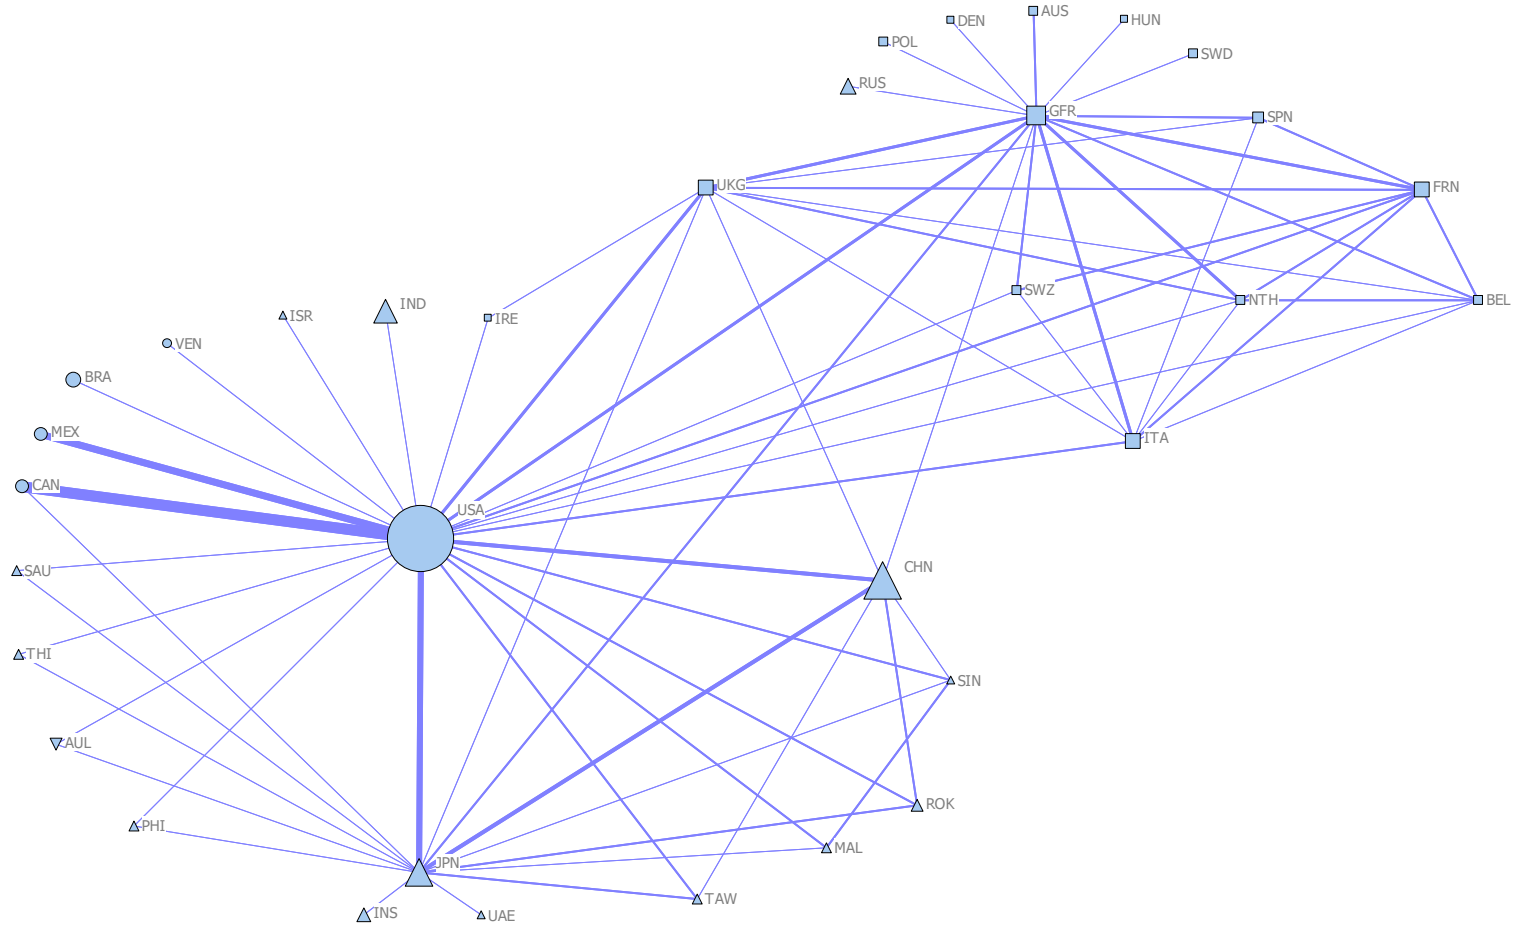 AUS
DEN
HUN
POL
SWD
RUS
GFR
SPN
UKG
FRN
SWZ
NTH
BEL
IND
ISR
IRE
VEN
BRA
MEX
ITA
CAN
USA
CHN
SAU
THI
SIN
AUL
ROK
PHI
MAL
JPN
TAW
INS
UAE